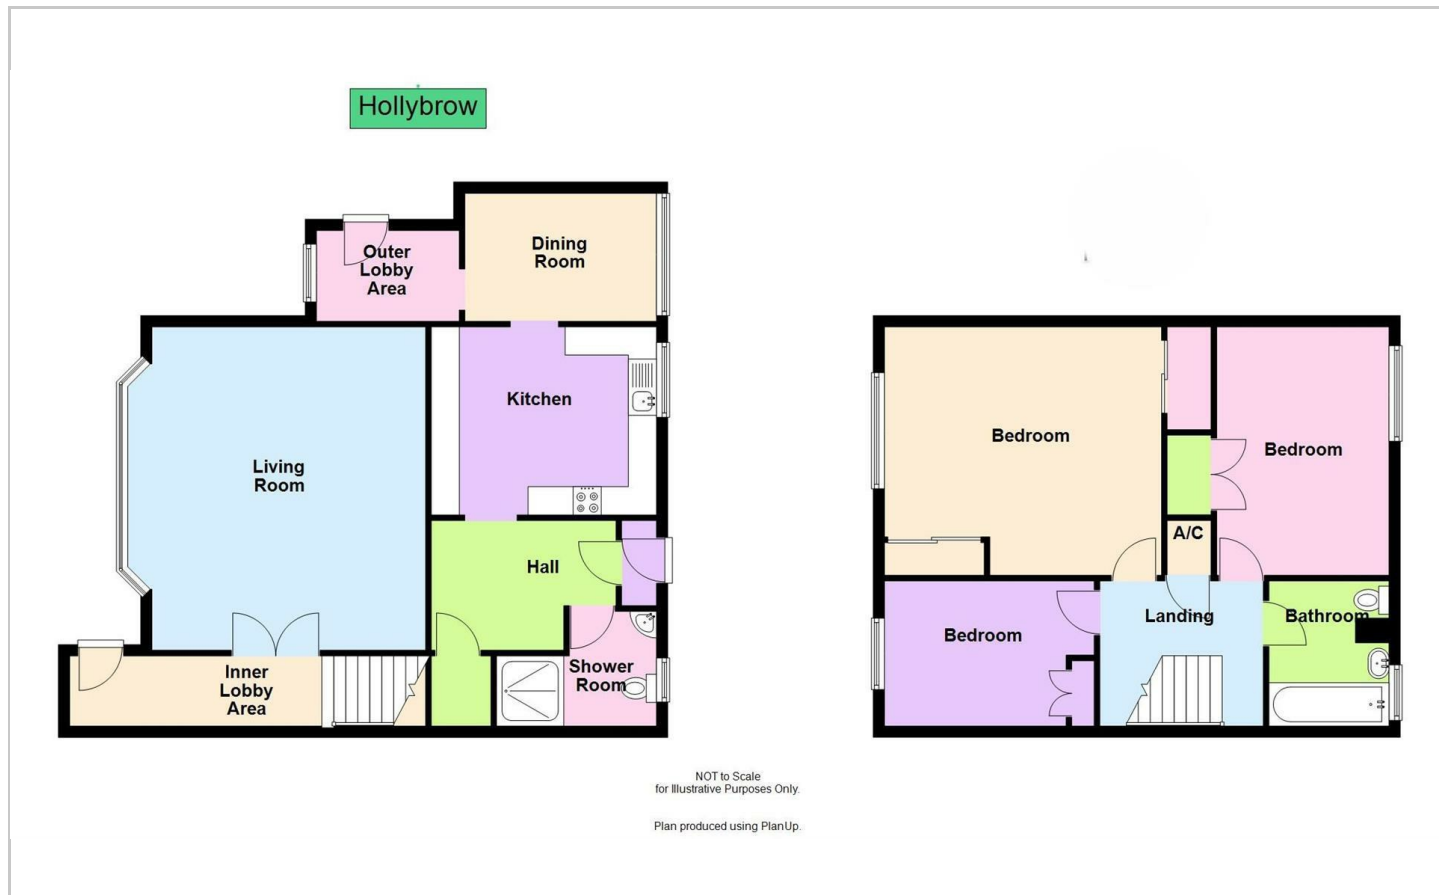 Hollybrow
Outer
Lobby
Area
Dining
Room
Kitchen
Living
Room
Hall
Inner
Lobby
Area
Shower
Room
Bedroom
Bedroom
A/C
Bedroom
Landing
Bathroom
NOT to Scale
for Illustrative Purposes Only.
Plan produced using PlanUp.